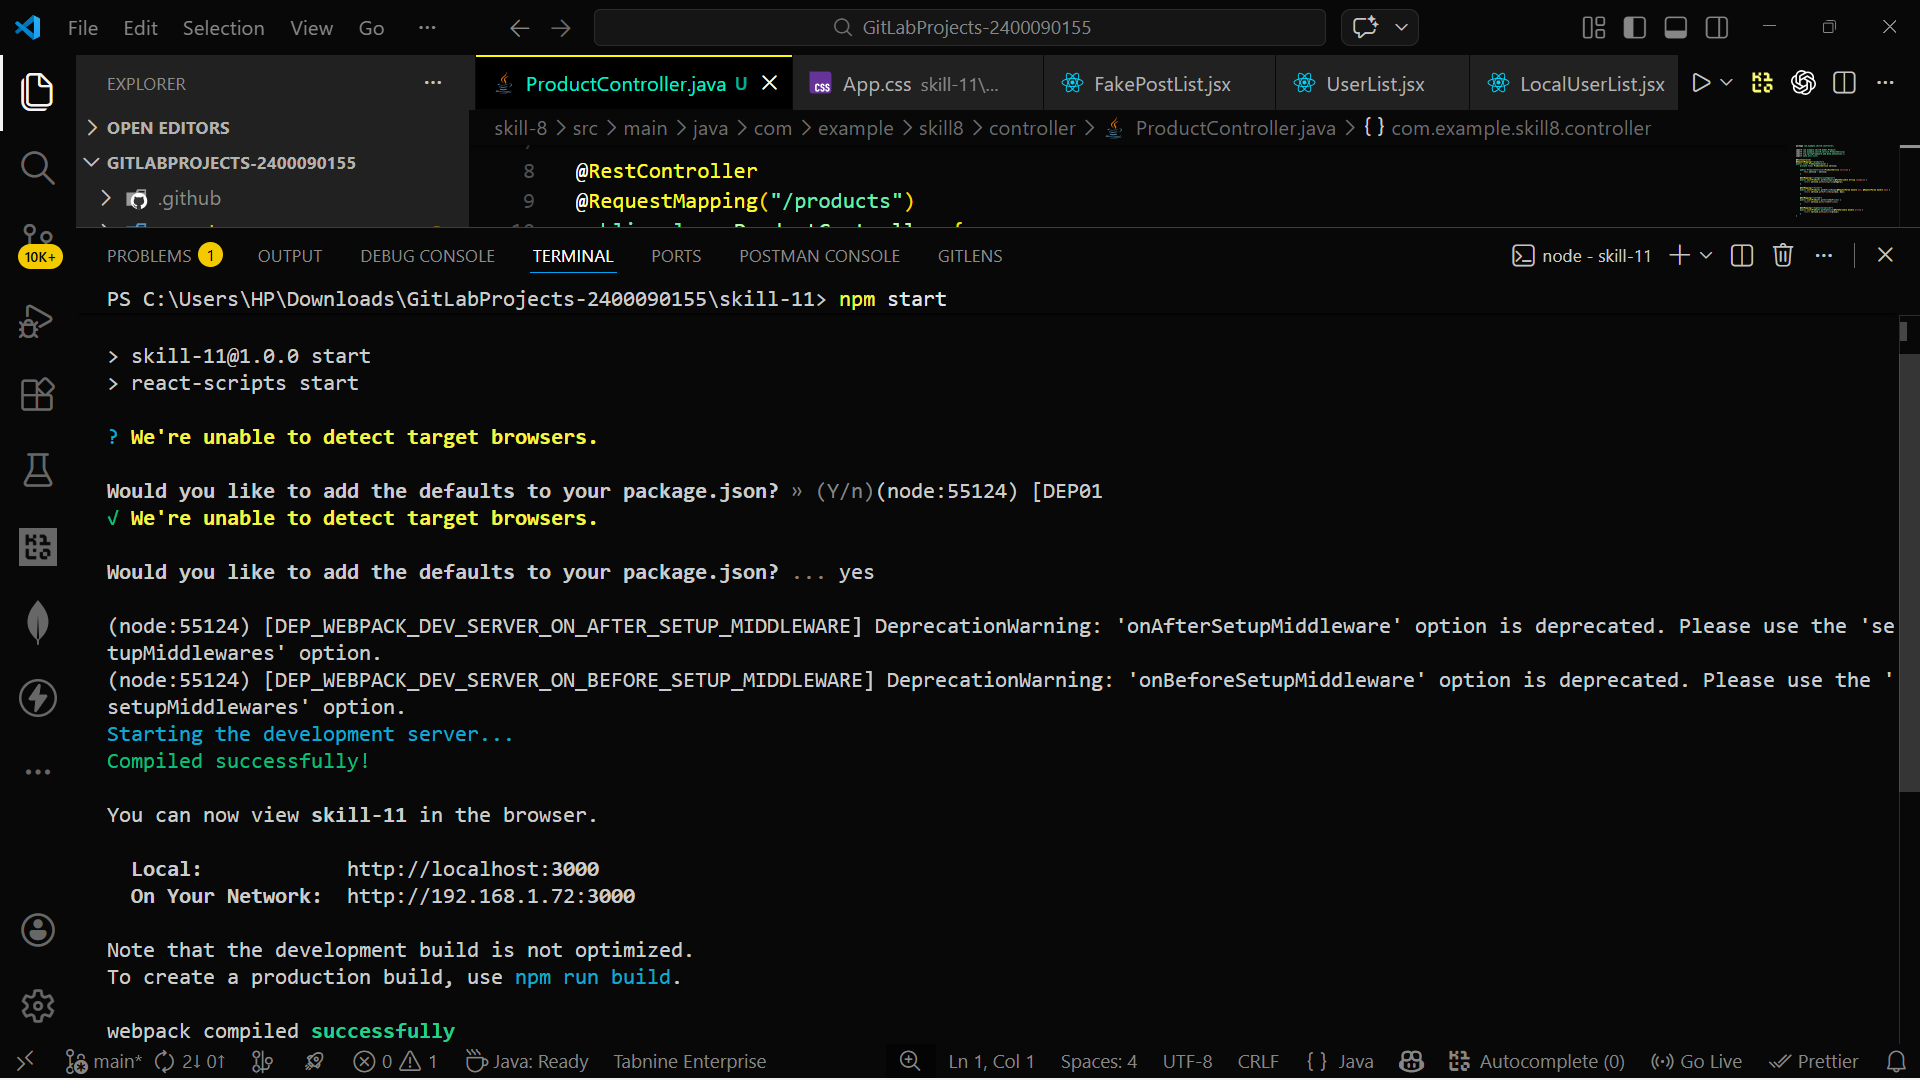 File Edit Selection View Go ...
GitLabProjects-2400090155
EXPLORER ...
ProductController.java U
App.css skill-11\...
FakePostList.jsx
UserList.jsx
LocalUserList.jsx
OPEN EDITORS
GITLABPROJECTS-2400090155
.github
skill-8 > src > main > java > com > example > skill8 > controller > ProductController.java > {} com.example.skill8.controller
8 @RestController
9 @RequestMapping("/products")
10K+
PROBLEMS 1 OUTPUT DEBUG CONSOLE TERMINAL PORTS POSTMAN CONSOLE GITLENS
node - skill-11
PS C:\Users\HP\Downloads\GitLabProjects-2400090155\skill-11> npm start
> skill-11@1.0.0 start
> react-scripts start
? We're unable to detect target browsers.
Would you like to add the defaults to your package.json? » (Y/n)(node:55124) [DEP01
√ We're unable to detect target browsers.
Would you like to add the defaults to your package.json? ... yes
(node:55124) [DEP_WEBPACK_DEV_SERVER_ON_AFTER_SETUP_MIDDLEWARE] DeprecationWarning: 'onAfterSetupMiddleware' option is deprecated. Please use the 'se
tupMiddlewares' option.
(node:55124) [DEP_WEBPACK_DEV_SERVER_ON_BEFORE_SETUP_MIDDLEWARE] DeprecationWarning: 'onBeforeSetupMiddleware' option is deprecated. Please use the '
setupMiddlewares' option.
Starting the development server...
Compiled successfully!
You can now view skill-11 in the browser.
Local: http://localhost:3000
On Your Network: http://192.168.1.72:3000
Note that the development build is not optimized.
To create a production build, use npm run build.
webpack compiled successfully
main* 2↓ 0↑ 0 1 Java: Ready Tabnine Enterprise Ln 1, Col 1 Spaces: 4 UTF-8 CRLF {} Java Autocomplete (0) Go Live Prettier